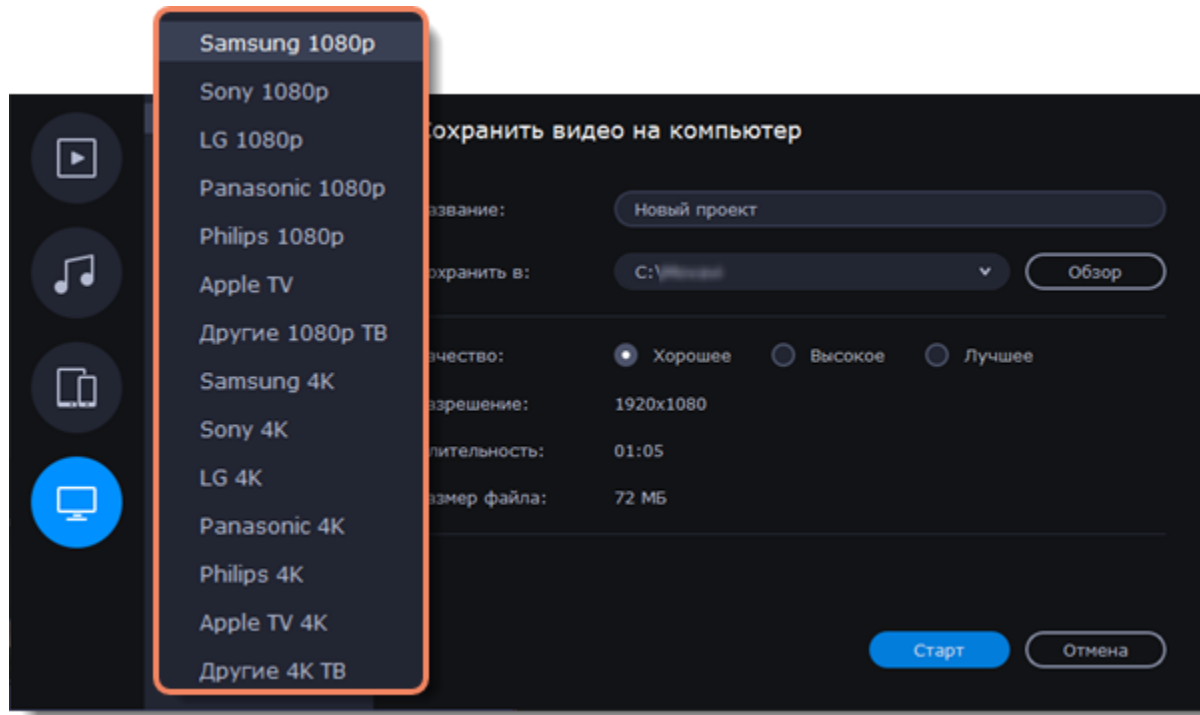 Samsung 1080p
Sony 1080p
LG 1080p
Panasonic 1080p
Philips 1080p
Apple TV
Другие 1080p ТВ
Samsung 4K
Sony 4K
LG 4K
Panasonic 4K
Philips 4K
Apple TV 4K
Другие 4K ТВ
Сохранить видео на компьютер
азвание: Новый проект
охранить в: C:\ Обзор
ачество: Хорошее Высокое Лучшее
азрешение: 1920x1080
лительность: 01:05
азмер файла: 72 МБ
Старт Отмена